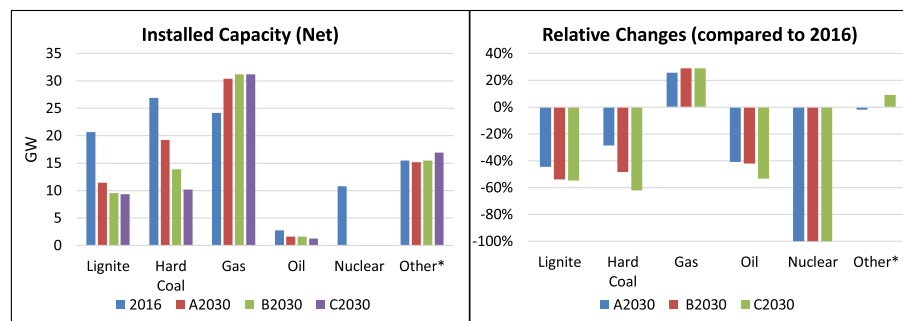 Installed Capacity (Net)
35
30
25
20
15
10
5
0
GW
Lignite Hard Coal Gas Oil Nuclear Other*
2016 A2030 B2030 C2030
Relative Changes (compared to 2016)
40%
20%
0%
-20%
-40%
-60%
-80%
-100%
Lignite Hard Coal Gas Oil Nuclear Other*
A2030 B2030 C2030